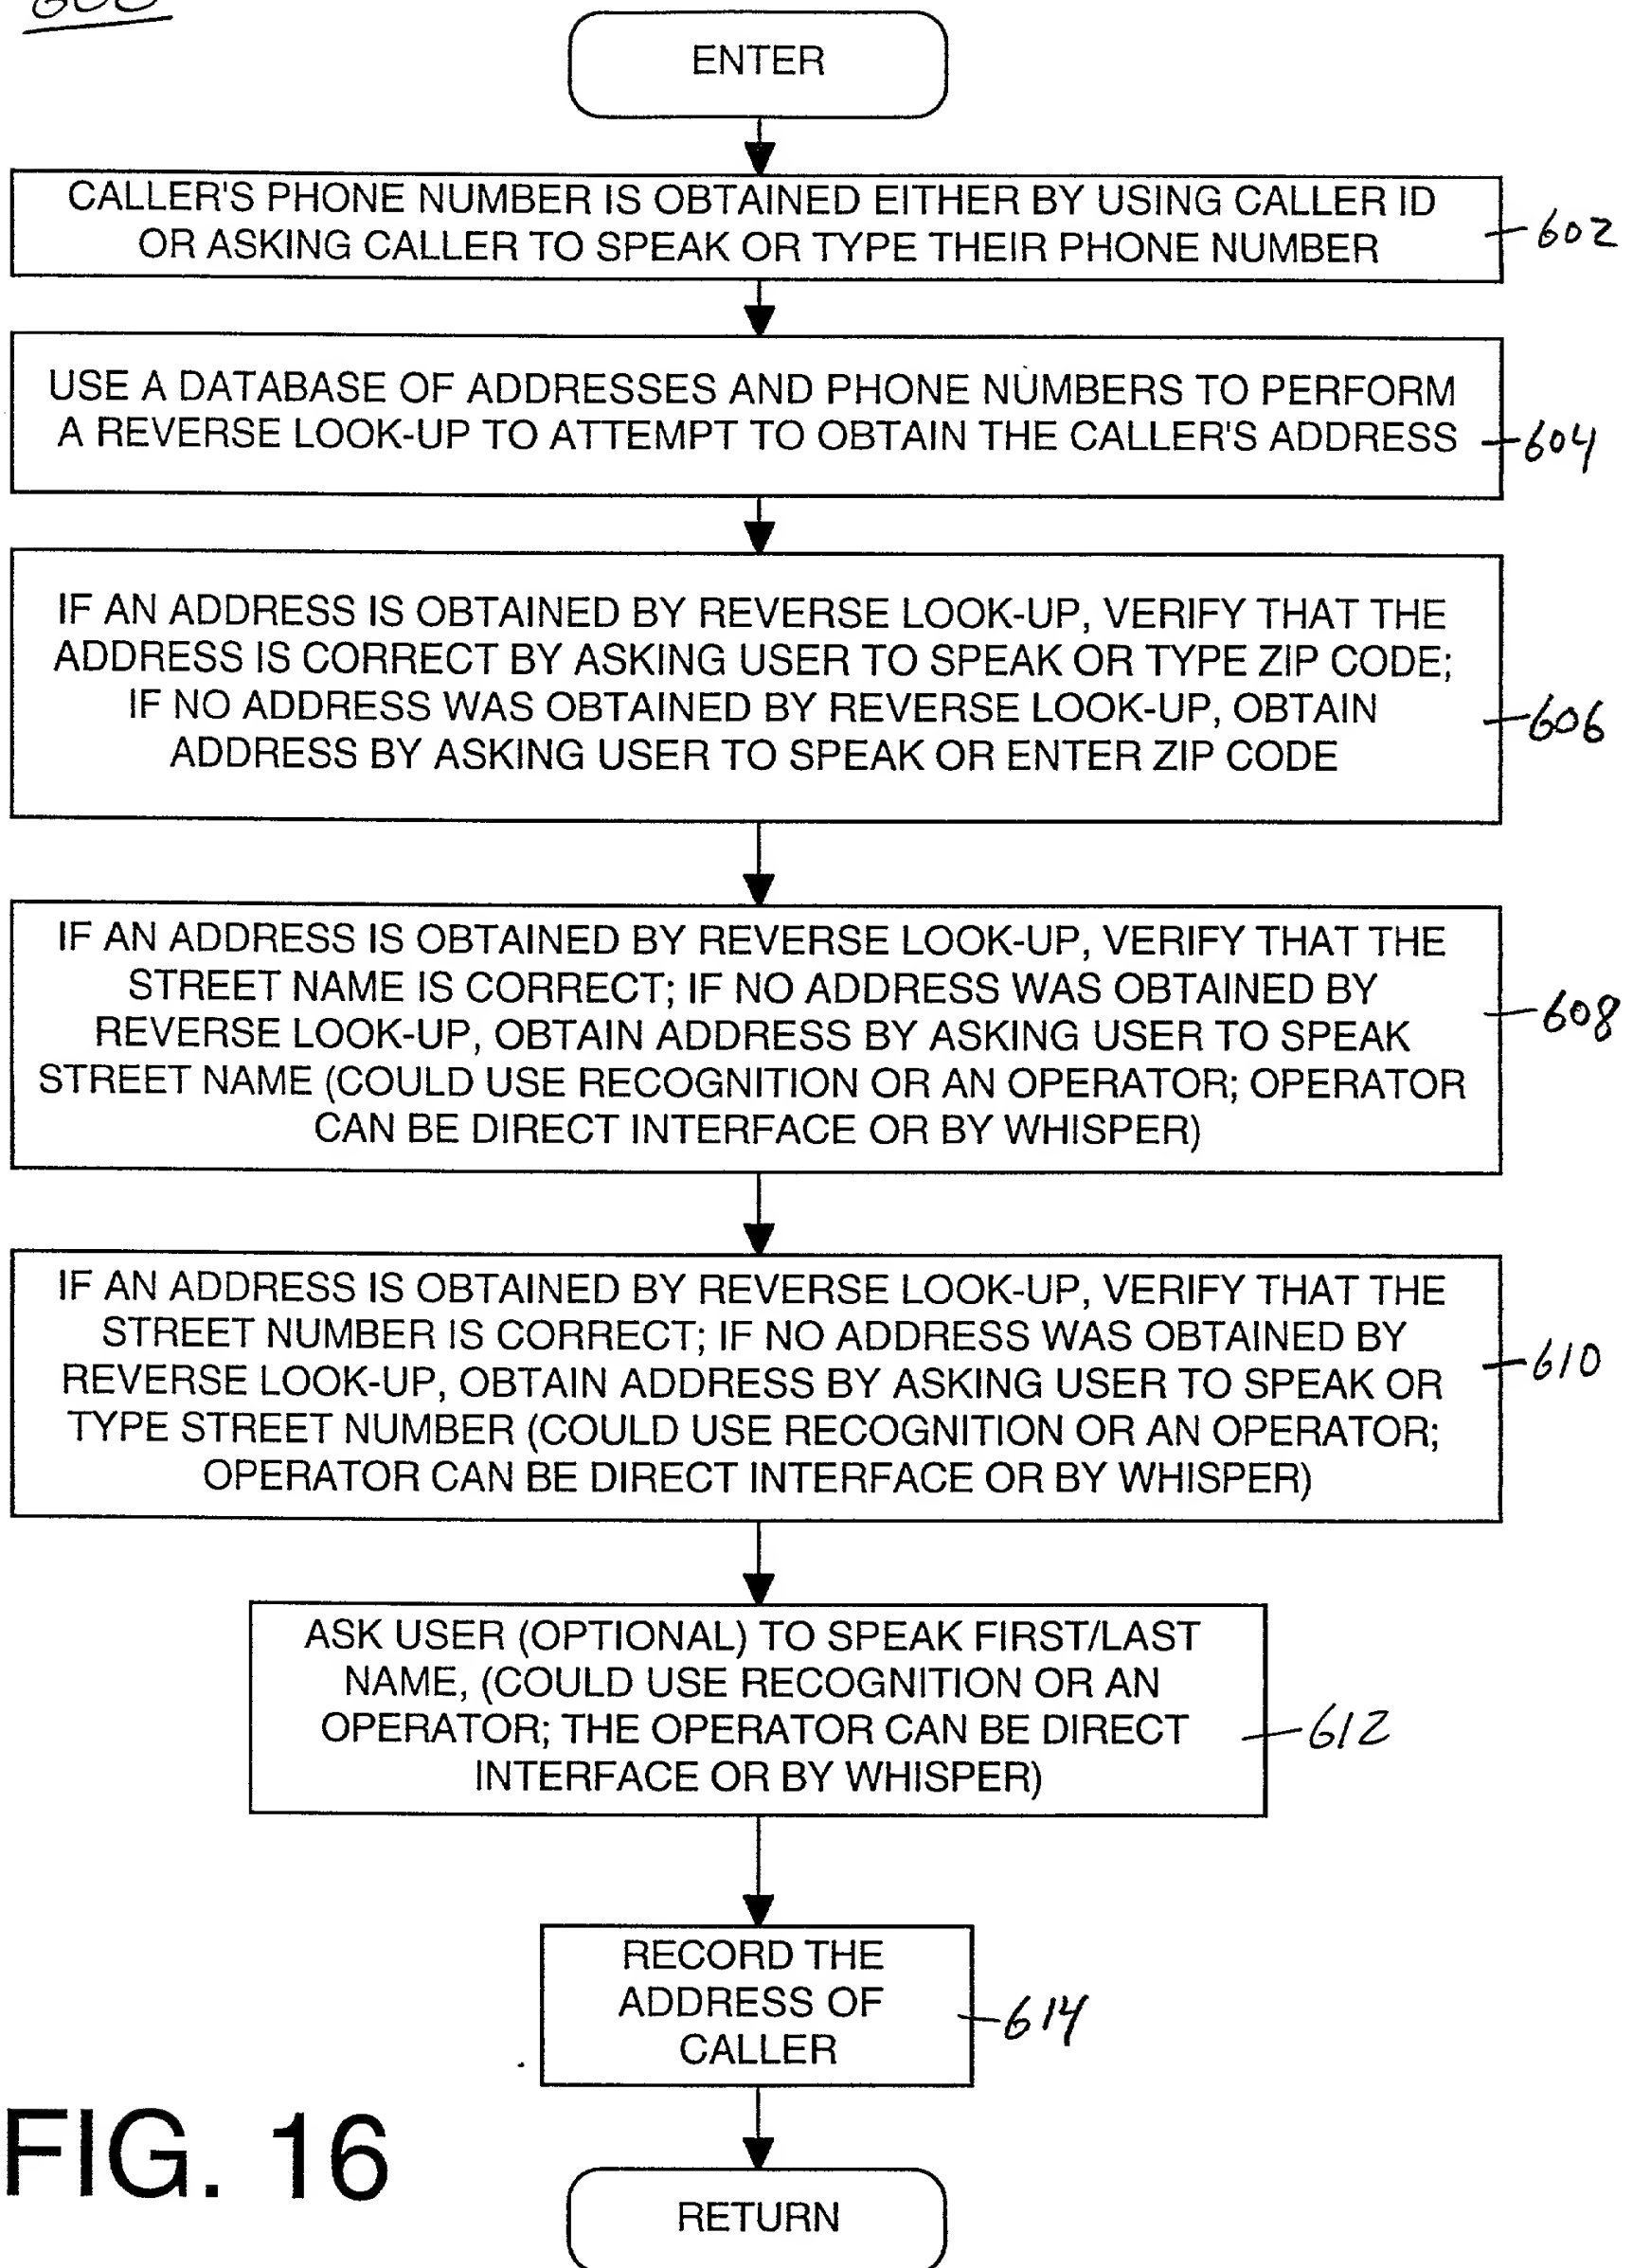 600
ENTER
CALLER'S PHONE NUMBER IS OBTAINED EITHER BY USING CALLER ID
OR ASKING CALLER TO SPEAK OR TYPE THEIR PHONE NUMBER
602
USE A DATABASE OF ADDRESSES AND PHONE NUMBERS TO PERFORM
A REVERSE LOOK-UP TO ATTEMPT TO OBTAIN THE CALLER'S ADDRESS
604
IF AN ADDRESS IS OBTAINED BY REVERSE LOOK-UP, VERIFY THAT THE
ADDRESS IS CORRECT BY ASKING USER TO SPEAK OR TYPE ZIP CODE;
IF NO ADDRESS WAS OBTAINED BY REVERSE LOOK-UP, OBTAIN
ADDRESS BY ASKING USER TO SPEAK OR ENTER ZIP CODE
606
IF AN ADDRESS IS OBTAINED BY REVERSE LOOK-UP, VERIFY THAT THE
STREET NAME IS CORRECT; IF NO ADDRESS WAS OBTAINED BY
REVERSE LOOK-UP, OBTAIN ADDRESS BY ASKING USER TO SPEAK
STREET NAME (COULD USE RECOGNITION OR AN OPERATOR; OPERATOR
CAN BE DIRECT INTERFACE OR BY WHISPER)
608
IF AN ADDRESS IS OBTAINED BY REVERSE LOOK-UP, VERIFY THAT THE
STREET NUMBER IS CORRECT; IF NO ADDRESS WAS OBTAINED BY
REVERSE LOOK-UP, OBTAIN ADDRESS BY ASKING USER TO SPEAK OR
TYPE STREET NUMBER (COULD USE RECOGNITION OR AN OPERATOR;
OPERATOR CAN BE DIRECT INTERFACE OR BY WHISPER)
610
ASK USER (OPTIONAL) TO SPEAK FIRST/LAST
NAME, (COULD USE RECOGNITION OR AN
OPERATOR; THE OPERATOR CAN BE DIRECT
INTERFACE OR BY WHISPER)
612
RECORD THE
ADDRESS OF
CALLER
614
FIG. 16
RETURN